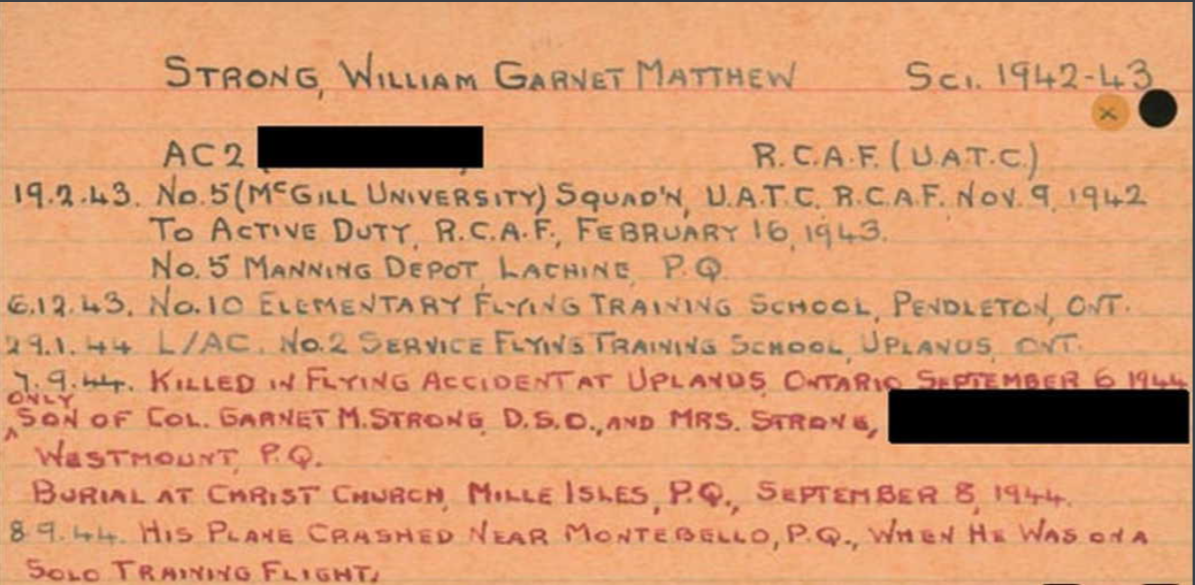 STRONG, WILLIAM GARNET MATTHEW SCI. 1942-43
AC2 R.C.A.F. (U.A.T.C.)
19.2.43. NO. 5 (McGILL UNIVERSITY) SQUAD'N, U.A.T.C. R.C.A.F. NOV. 9, 1942
TO ACTIVE DUTY, R.C.A.F., FEBRUARY 16, 1943.
NO. 5 MANNING DEPOT, LACHINE, P.Q.
6.12.43. NO. 10 ELEMENTARY FLYING TRAINING SCHOOL, PENDLETON, ONT.
29.1.44 L/AC. NO. 2 SERVICE FLYING TRAINING SCHOOL, UPLANDS, ONT.
7.9.44. KILLED IN FLYING ACCIDENT AT UPLANDS, ONTARIO, SEPTEMBER 6 1944
ONLY
^SON OF COL. GARNET M. STRONG, D.S.O., AND MRS. STRONG,
WESTMOUNT, P.Q.
BURIAL AT CHRIST CHURCH, MILLE ISLES, P.Q., SEPTEMBER 8, 1944.
8.9.44. HIS PLANE CRASHED NEAR MONTEBELLO, P.Q., WHEN HE WAS ON A
SOLO TRAINING FLIGHT.